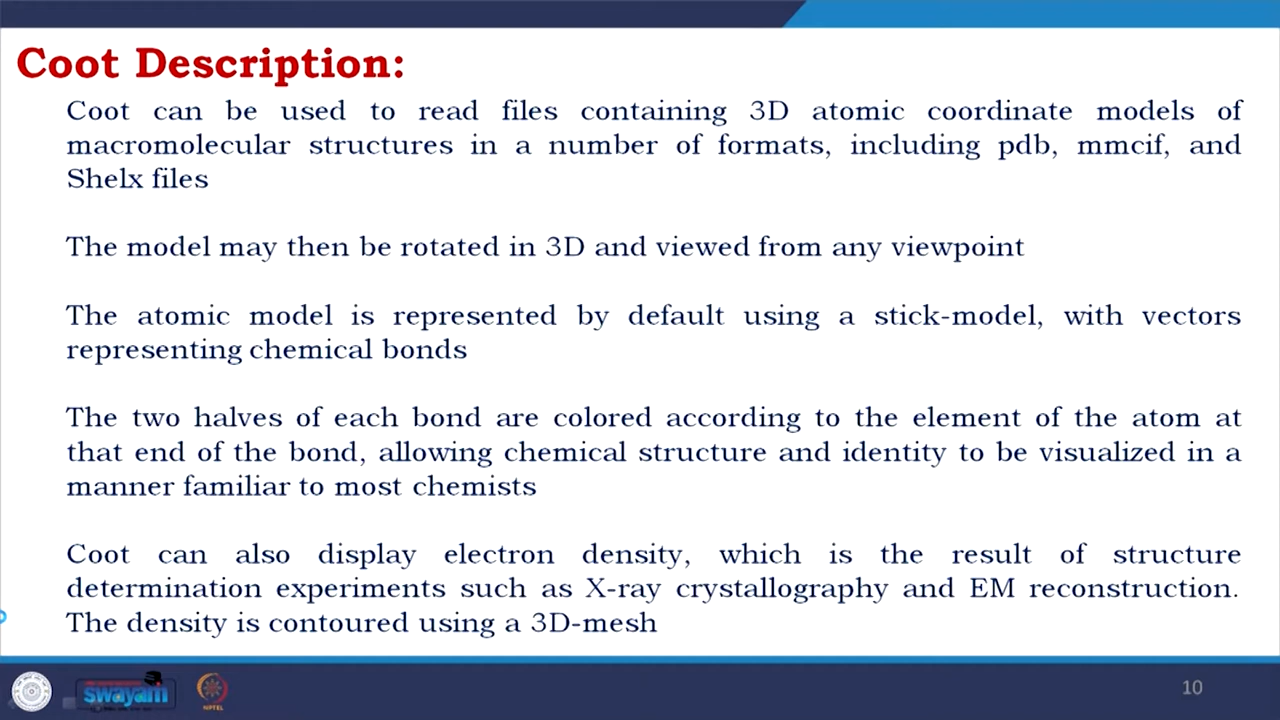 Coot Description:
Coot can be used to read files containing 3D atomic coordinate models of
macromolecular structures in a number of formats, including pdb, mmcif, and
Shelx files
The model may then be rotated in 3D and viewed from any viewpoint
The atomic model is represented by default using a stick-model, with vectors
representing chemical bonds
The two halves of each bond are colored according to the element of the atom at
that end of the bond, allowing chemical structure and identity to be visualized in a
manner familiar to most chemists
Coot can also display electron density, which is the result of structure
determination experiments such as X-ray crystallography and EM reconstruction.
The density is contoured using a 3D-mesh
swayam
NPTEL
10